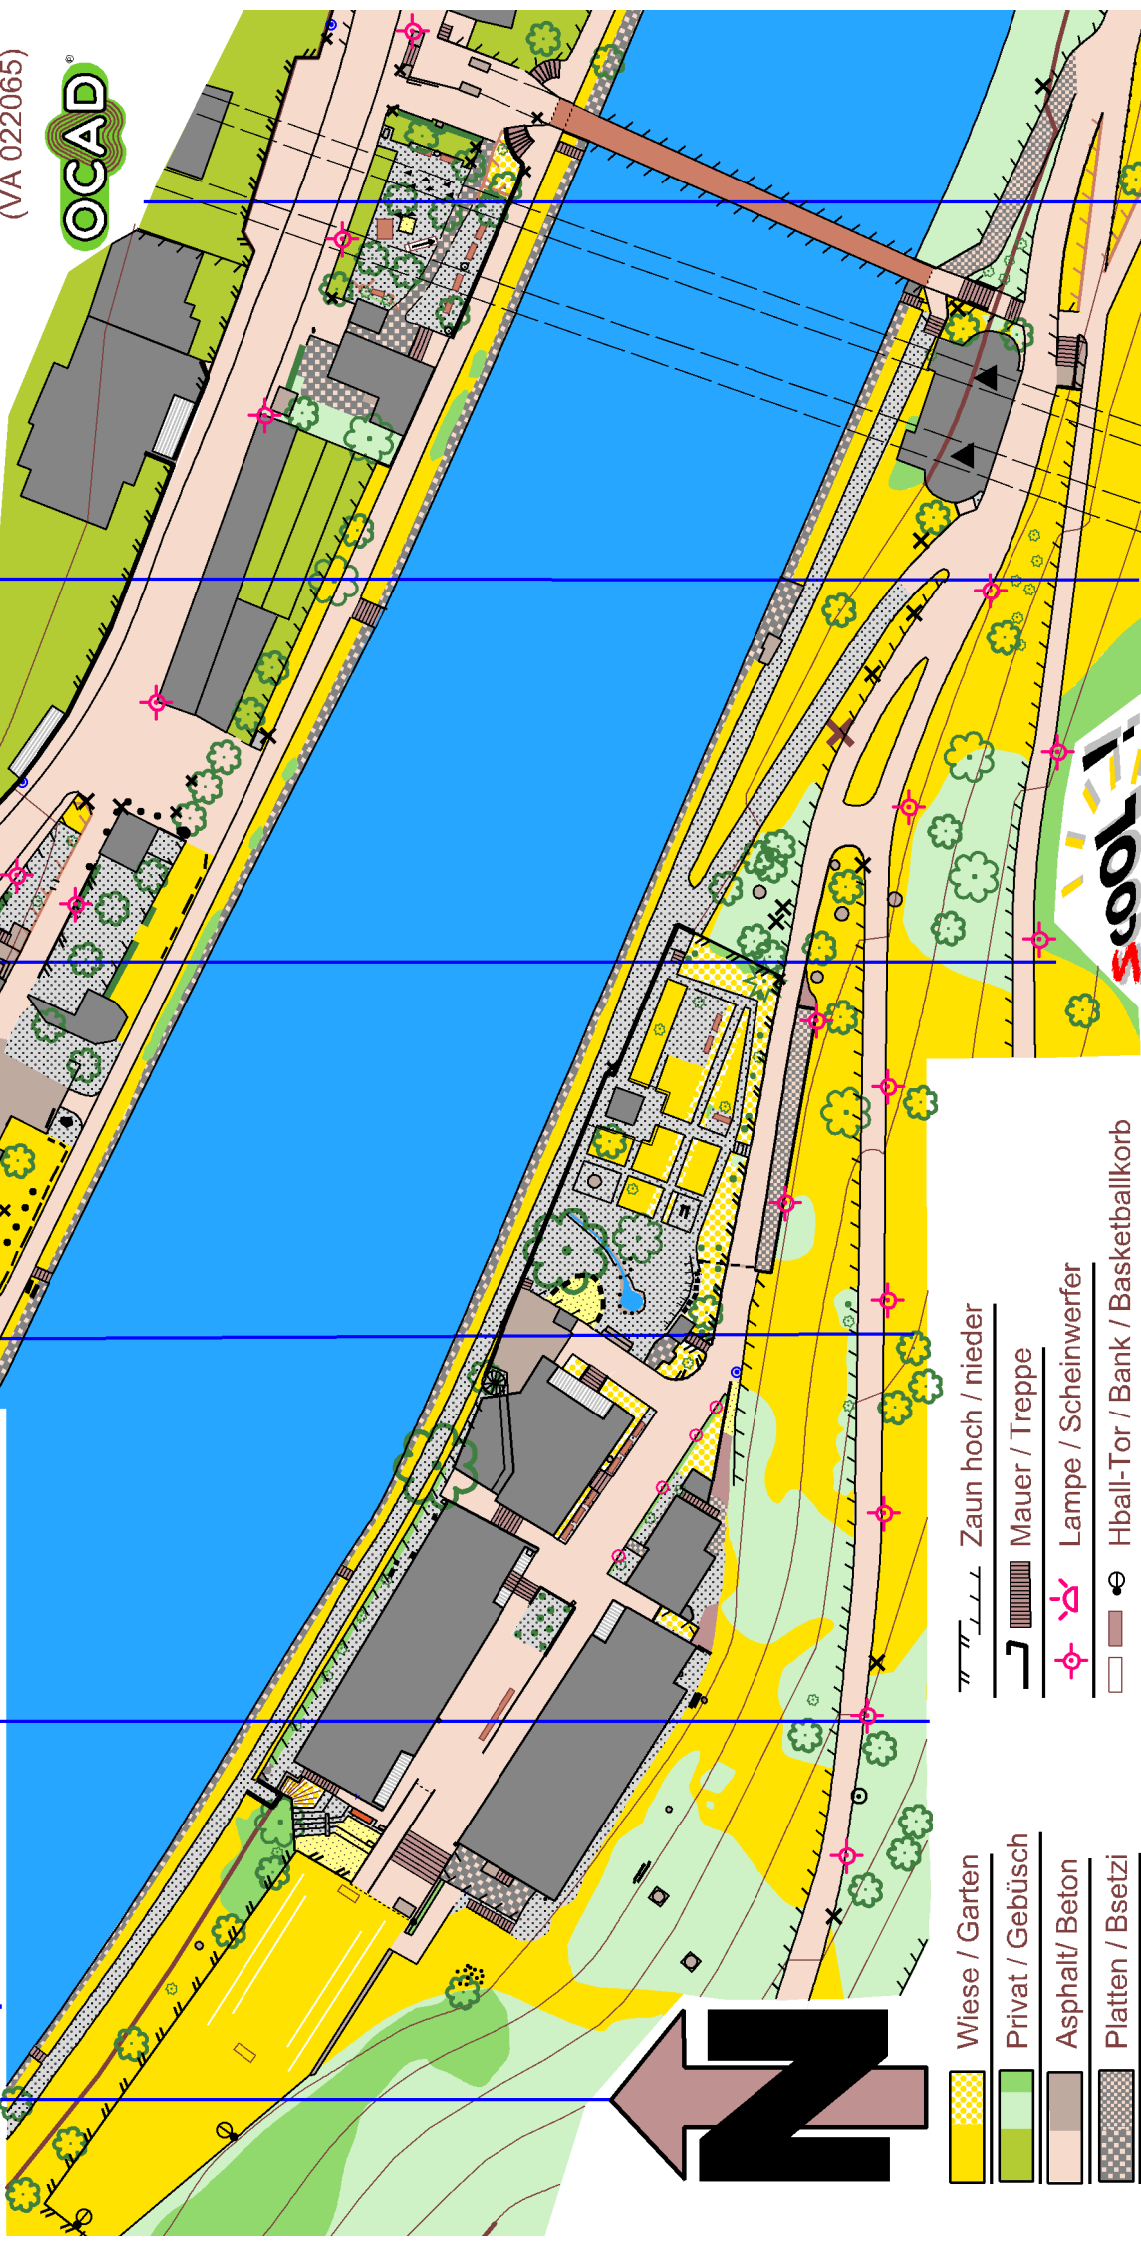 (VA 022065)
OCAD®
sCOOL
N
Wiese / Garten
Privat / Gebüsch
Asphalt/ Beton
Platten / Bsetzi
Zaun hoch / nieder
Mauer / Treppe
Lampe / Scheinwerfer
Hball-Tor / Bank / Basketballkorb